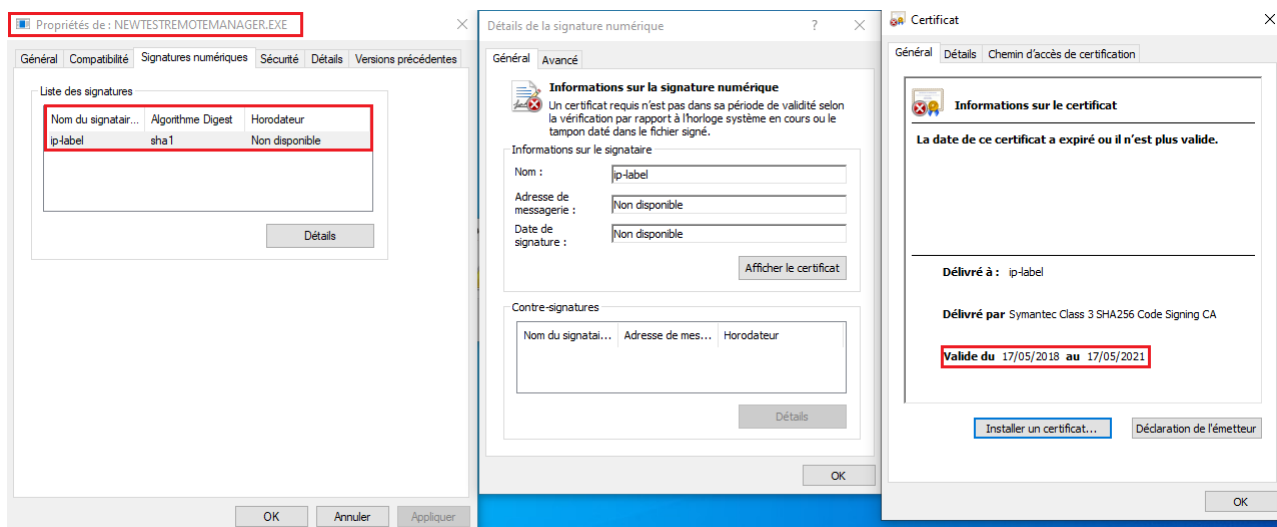 Propriétés de : NEWTESTREMOTEMANAGER.EXE
Général Compatibilité Signatures numériques Sécurité Détails Versions précédentes
Liste des signatures
Nom du signatair... Algorithme Digest Horodateur
ip-label sha1 Non disponible
Détails
OK Annuler Appliquer
Détails de la signature numérique ?
Général Avancé
Informations sur la signature numérique
Un certificat requis n'est pas dans sa période de validité selon
la vérification par rapport à l'horloge système en cours ou le
tampon daté dans le fichier signé.
Informations sur le signataire
Nom : ip-label
Adresse de
messagerie : Non disponible
Date de
signature : Non disponible
Afficher le certificat
Contre-signatures
Nom du signatai... Adresse de mes... Horodateur
Détails
OK
Certificat
Général Détails Chemin d'accès de certification
Informations sur le certificat
La date de ce certificat a expiré ou il n'est plus valide.
Délivré à : ip-label
Délivré par Symantec Class 3 SHA256 Code Signing CA
Valide du 17/05/2018 au 17/05/2021
Installer un certificat... Déclaration de l'émetteur
OK